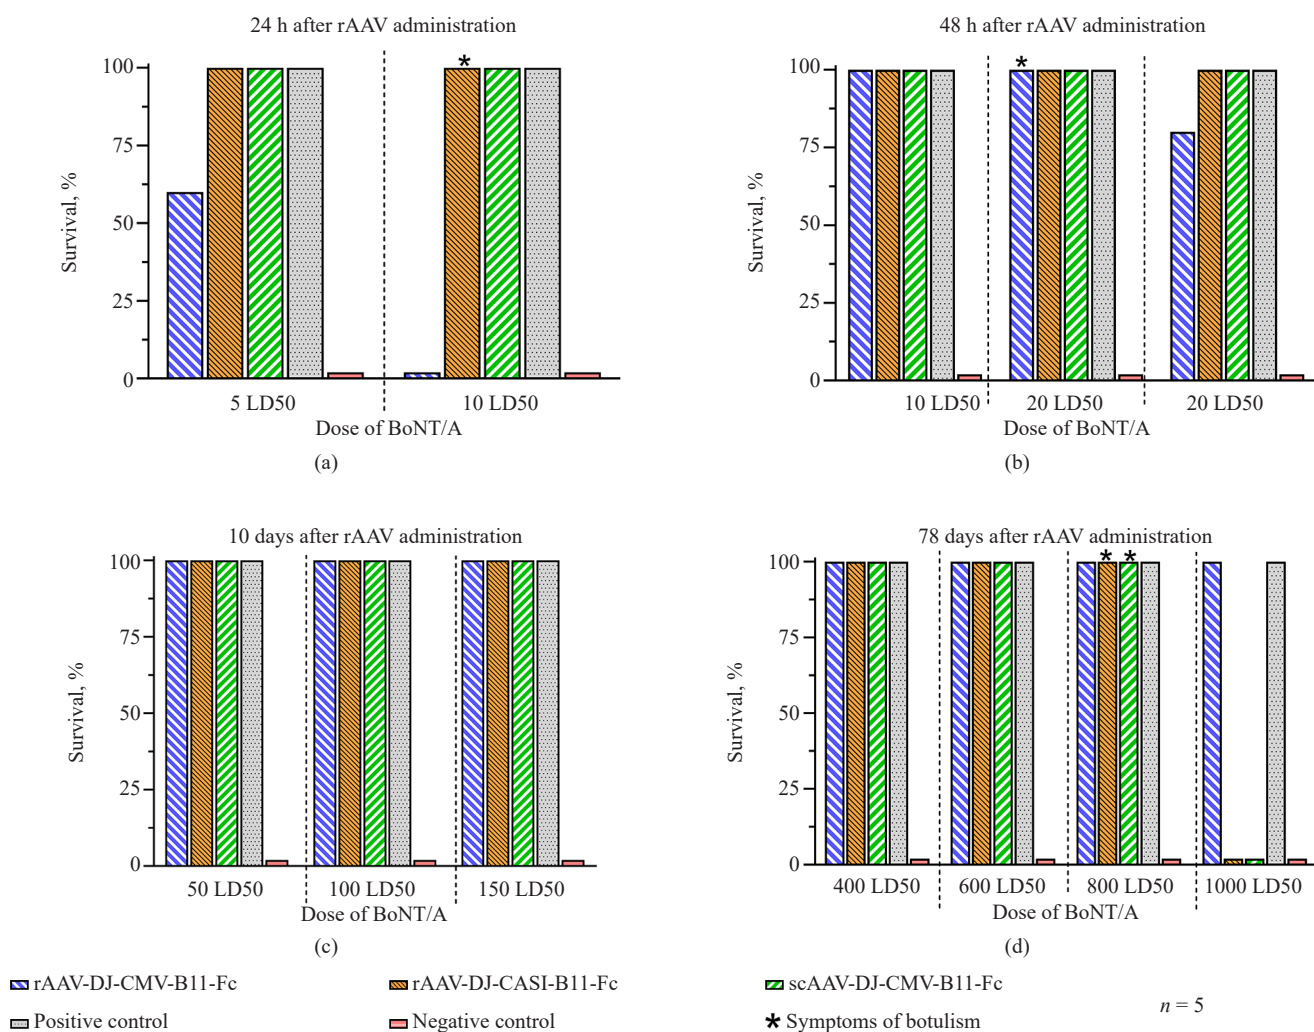 24 h after rAAV administration
100
75
50
25
0
Survival, %
5 LD50
10 LD50
*
Dose of BoNT/A
(a)
48 h after rAAV administration
100
75
50
25
0
Survival, %
10 LD50
20 LD50
20 LD50
*
Dose of BoNT/A
(b)
10 days after rAAV administration
100
75
50
25
0
Survival, %
50 LD50
100 LD50
150 LD50
Dose of BoNT/A
(c)
78 days after rAAV administration
100
75
50
25
0
Survival, %
400 LD50
600 LD50
800 LD50
1000 LD50
* *
Dose of BoNT/A
(d)
rAAV-DJ-CMV-B11-Fc
rAAV-DJ-CASI-B11-Fc
scAAV-DJ-CMV-B11-Fc
Positive control
Negative control
* Symptoms of botulism
n = 5